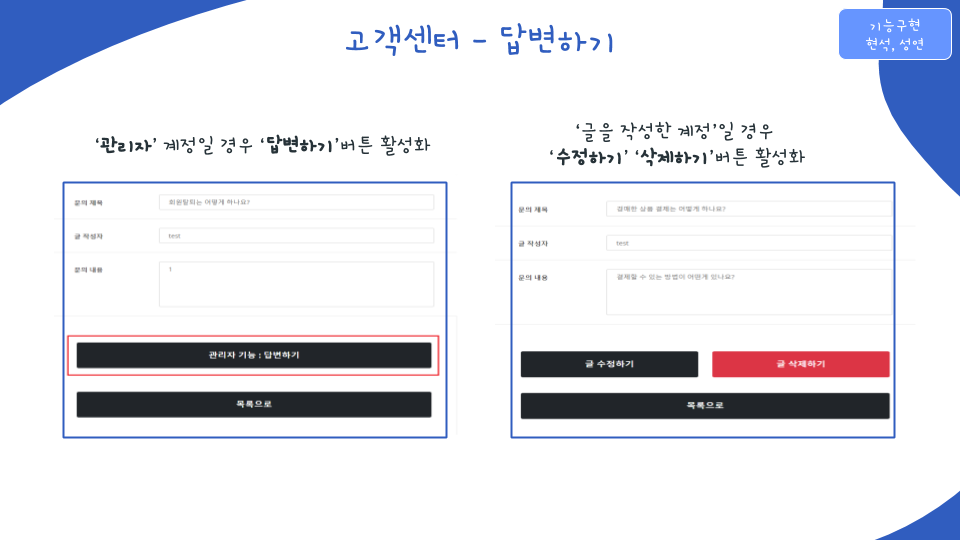 고객센터 - 답변하기
기능구현
현석, 성연
‘관리자’ 계정일 경우 ‘답변하기’버튼 활성화
문의 제목
회원탈퇴는 어떻게 하나요?
글 작성자
test
문의 내용
1
관리자 기능 : 답변하기
목록으로
‘글을 작성한 계정’일 경우
‘수정하기’ ‘삭제하기’버튼 활성화
문의 제목
경매한 상품 결제는 어떻게 하나요?
글 작성자
test
문의 내용
결제할 수 있는 방법이 어떤게 있나요?
글 수정하기
글 삭제하기
목록으로